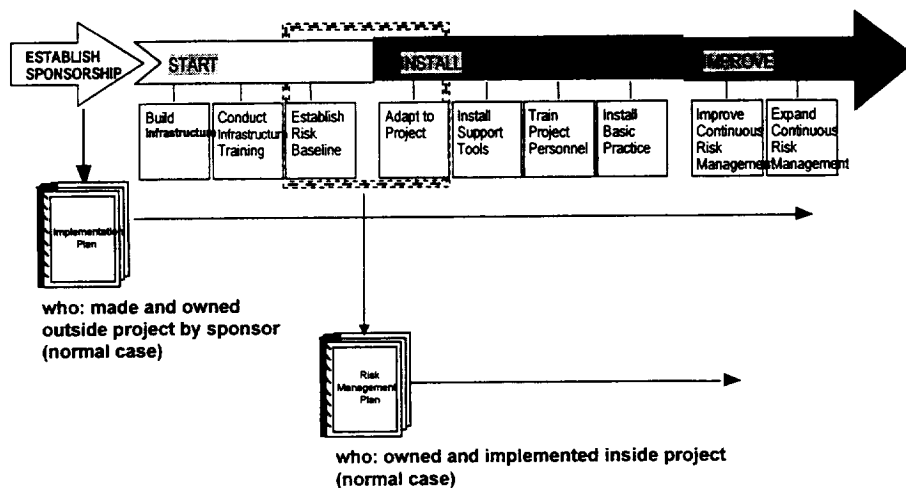 ESTABLISH
SPONSORSHIP
START
INSTALL
IMPROVE
Build
Infrastructure
Conduct
Infrastructure
Training
Establish
Risk
Baseline
Adapt to
Project
Install
Support
Tools
Train
Project
Personnel
Install
Basic
Practice
Improve
Continuous
Risk
Management
Expand
Continuous
Risk
Management
Implementation
Plan
who: made and owned
outside project by sponsor
(normal case)
Risk
Management
Plan
who: owned and implemented inside project
(normal case)